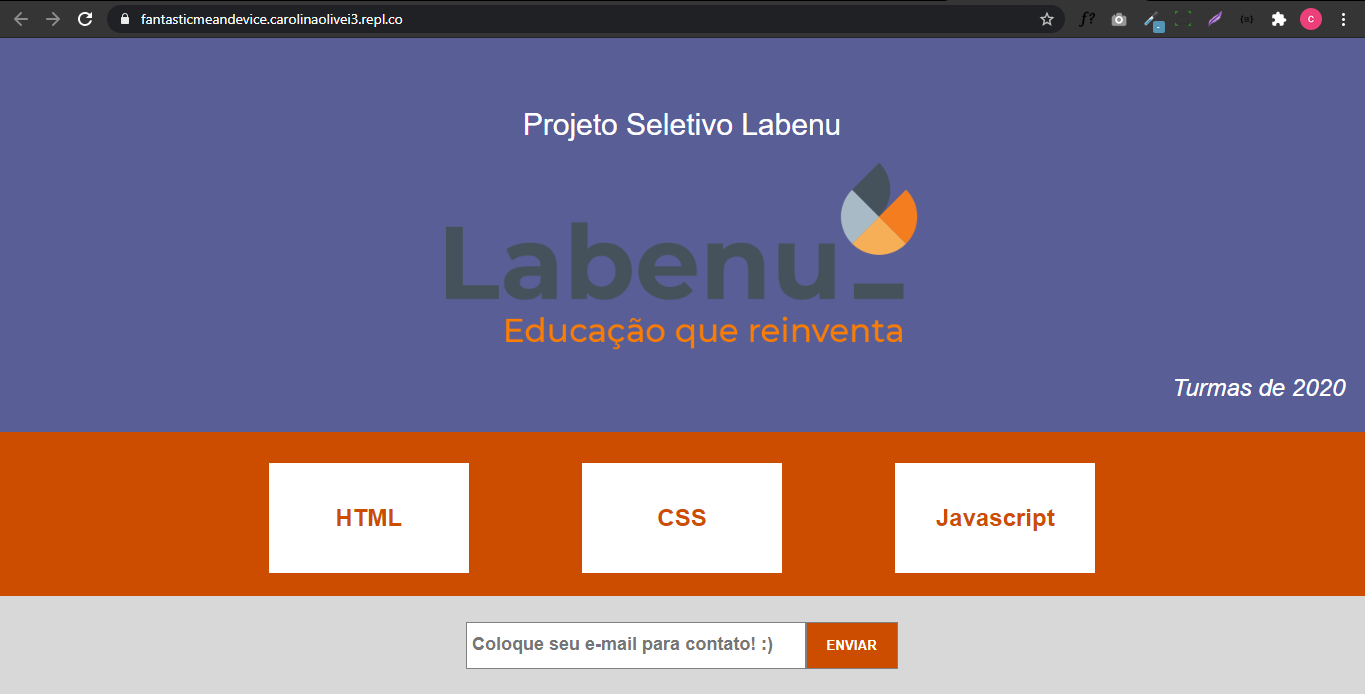 fantasticmeandevice.carolinaolivei3.repl.co
f?
{a}
C
Projeto Seletivo Labenu
Labenu_
Educação que reinventa
Turmas de 2020
HTML
CSS
Javascript
Coloque seu e-mail para contato! :)
ENVIAR